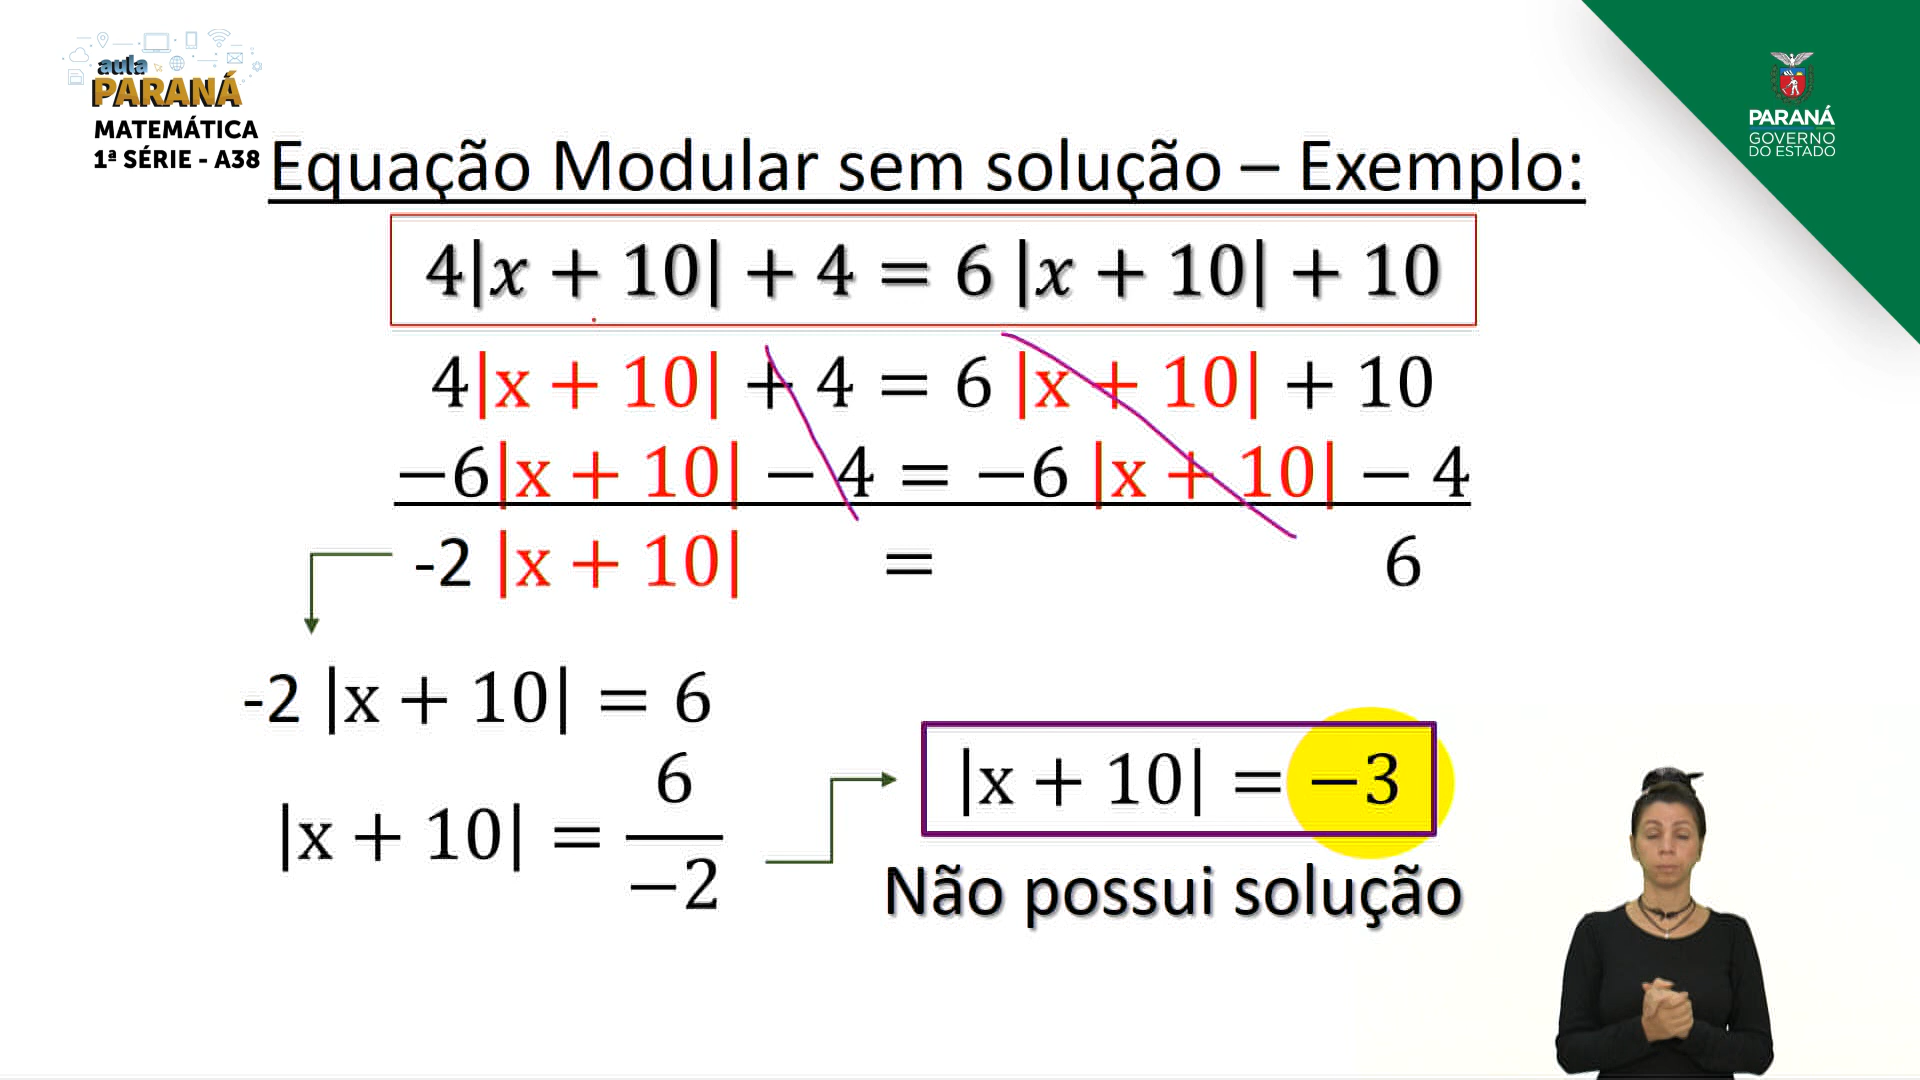 aula
PARANÁ
MATEMÁTICA
1ª SÉRIE - A38
PARANÁ
GOVERNO
DO ESTADO
Equação Modular sem solução – Exemplo:
4|x + 10| + 4 = 6 |x + 10| + 10
4|x + 10| + 4 = 6 |x + 10| + 10
−6|x + 10| − 4 = −6 |x + 10| − 4
-2 |x + 10| = 6
-2 |x + 10| = 6
|x + 10| = 6/−2
|x + 10| = −3
Não possui solução